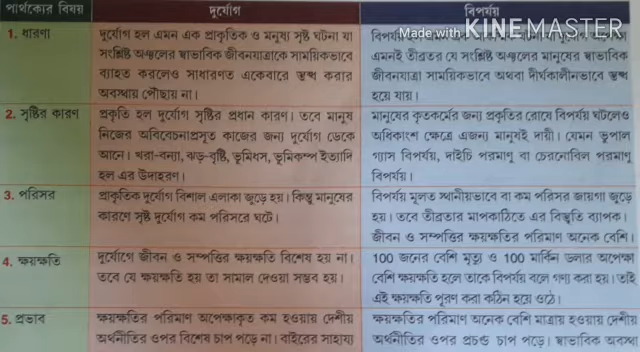 পার্থক্যের বিষয় দুর্যোগ বিপর্যয়
Made with KINEMASTER
1. ধারণা
দুর্যোগ হল এমন এক প্রাকৃতিক ও মনুষ্য সৃষ্ট ঘটনা যা
সংশ্লিষ্ট অঞ্চলের স্বাভাবিক জীবনযাত্রাকে সাময়িকভাবে
ব্যাহত করলেও সাধারণত একেবারে স্তব্ধ করার
অবস্থায় পৌঁছায় না।
বিপর্যয়
এমনই তীব্রতর যে সংশ্লিষ্ট অঞ্চলের মানুষের স্বাভাবিক
জীবনযাত্রা সাময়িকভাবে অথবা দীর্ঘকালীনভাবে স্তব্ধ
হয়ে যায়।
2. সৃষ্টির কারণ
প্রকৃতি হল দুর্যোগ সৃষ্টির প্রধান কারণ। তবে মানুষ
নিজের অবিবেচনাপ্রসূত কাজের জন্য দুর্যোগ ডেকে
আনে। খরা-বন্যা, ঝড়-বৃষ্টি, ভূমিধস, ভূমিকম্প ইত্যাদি
হল এর উদাহরণ।
মানুষের কৃতকর্মের জন্য প্রকৃতির রোষে বিপর্যয় ঘটলেও
অধিকাংশ ক্ষেত্রে এজন্য মানুষই দায়ী। যেমন ভূপাল
গ্যাস বিপর্যয়, দাইচি পরমাণু বা চেরনোবিল পরমাণু
বিপর্যয়।
3. পরিসর
প্রাকৃতিক দুর্যোগ বিশাল এলাকা জুড়ে হয়। কিন্তু মানুষের
কারণে সৃষ্ট দুর্যোগ কম পরিসরে ঘটে।
বিপর্যয় মূলত স্থানীয়ভাবে বা কম পরিসর জায়গা জুড়ে
হয়। তবে তীব্রতার মাপকাঠিতে এর বিস্তৃতি ব্যাপক।
জীবন ও সম্পত্তির ক্ষয়ক্ষতির পরিমাণ অনেক বেশি।
4. ক্ষয়ক্ষতি
দুর্যোগে জীবন ও সম্পত্তির ক্ষয়ক্ষতি বিশেষ হয় না।
তবে যে ক্ষয়ক্ষতি হয় তা সামাল দেওয়া সম্ভব হয়।
100 জনের বেশি মৃত্যু ও 100 মার্কিন ডলার অপেক্ষা
বেশি ক্ষয়ক্ষতি হলে তাকে বিপর্যয় বলে গণ্য করা হয়। তাই
এই ক্ষয়ক্ষতি পূরণ করা কঠিন হয়ে ওঠে।
5. প্রভাব
ক্ষয়ক্ষতির পরিমাণ অপেক্ষাকৃত কম হওয়ায় দেশীয়
অর্থনীতির ওপর বিশেষ চাপ পড়ে না। বাইরের সাহায্য
ক্ষয়ক্ষতির পরিমাণ অনেক বেশি মাত্রায় হওয়ায় দেশীয়
অর্থনীতির ওপর প্রচণ্ড চাপ পড়ে। স্বাভাবিক অবস্থা